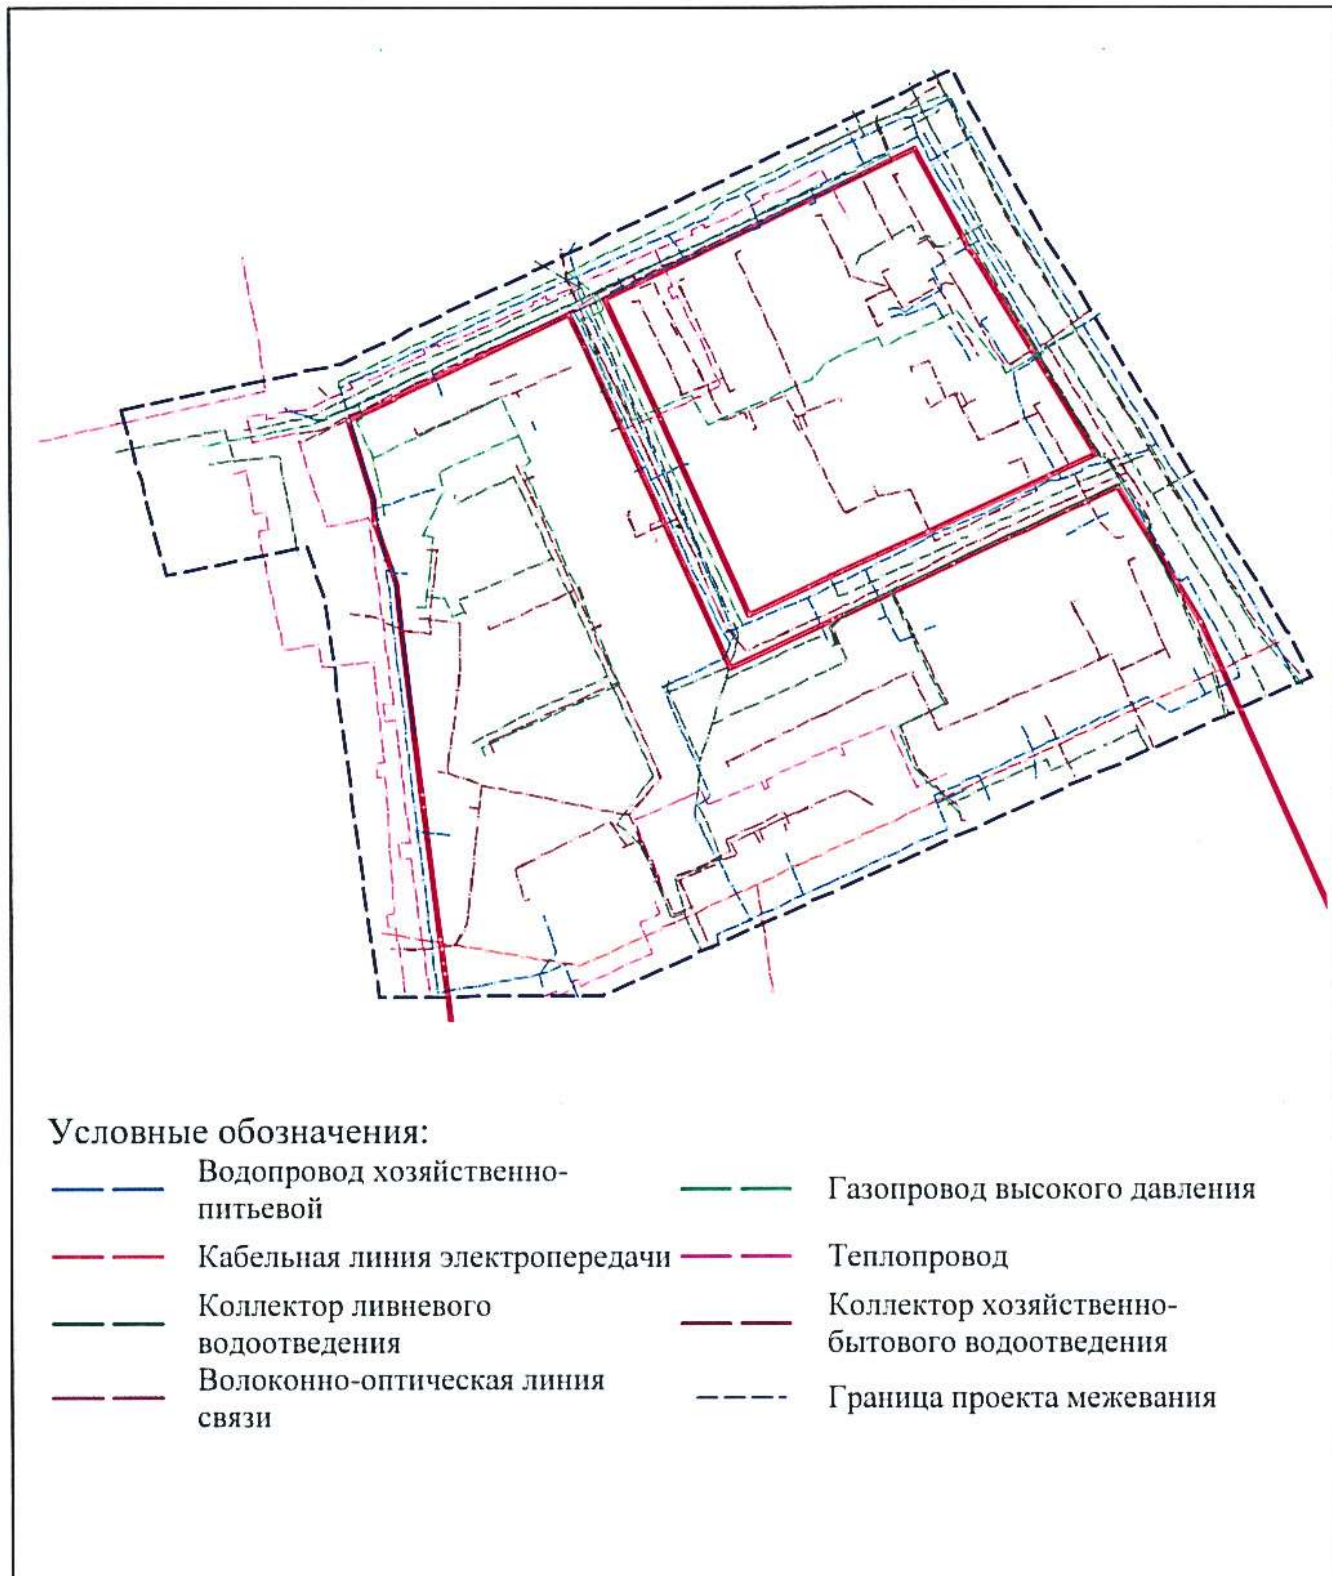 Условные обозначения:
Водопровод хозяйственно-
питьевой
Газопровод высокого давления
Кабельная линия электропередачи
Теплопровод
Коллектор ливневого
водоотведения
Коллектор хозяйственно-
бытового водоотведения
Волоконно-оптическая линия
связи
Граница проекта межевания